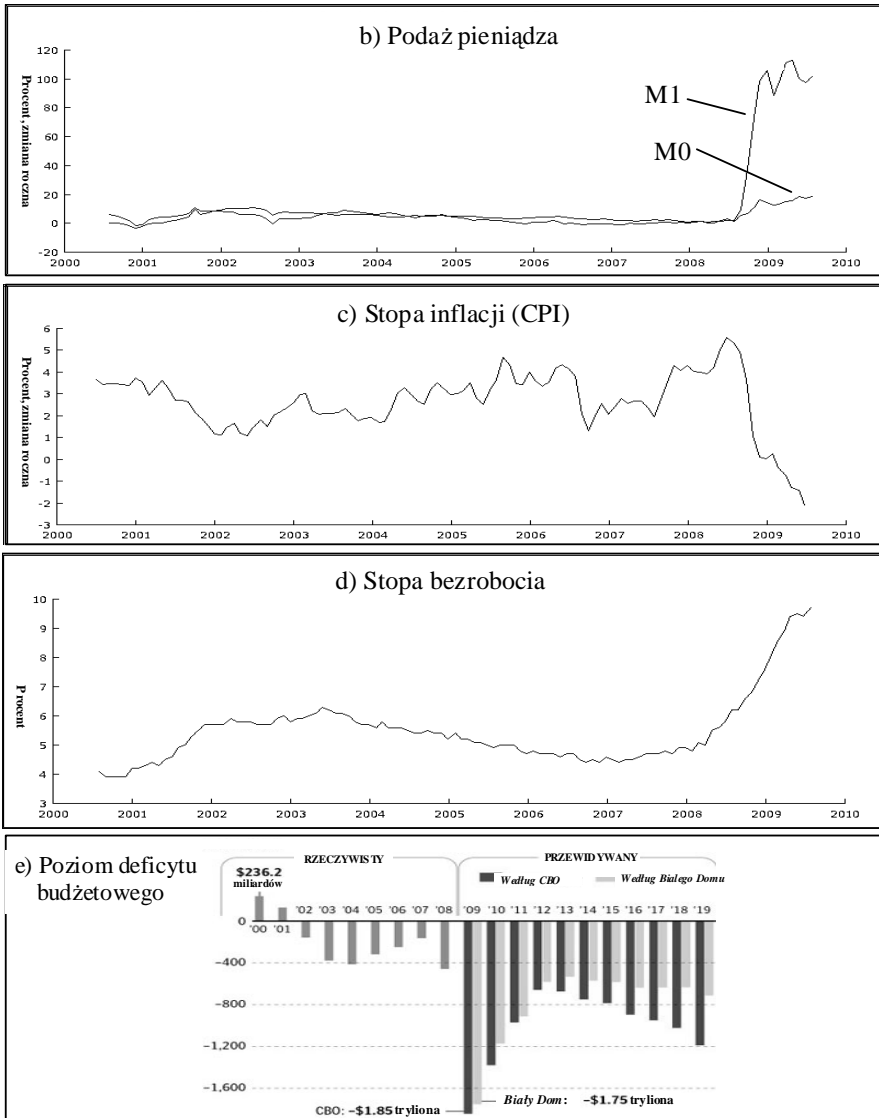 b) Podaż pieniądza
Procent, zmiana roczna
120
100
80
60
40
20
0
-20
M1
M0
2000 2001 2002 2003 2004 2005 2006 2007 2008 2009 2010
c) Stopa inflacji (CPI)
Procent, zmiana roczna
6
5
4
3
2
1
0
-1
-2
-3
2000 2001 2002 2003 2004 2005 2006 2007 2008 2009 2010
d) Stopa bezrobocia
Procent
10
9
8
7
6
5
4
3
2000 2001 2002 2003 2004 2005 2006 2007 2008 2009 2010
e) Poziom deficytu
budżetowego
RZECZYWISTY
PRZEWIDYWANY
$236.2
miliardów
Według CBO
Według Bialego Domu
'00 '01 '02 '03 '04 '05 '06 '07 '08 '09 '10 '11 '12 '13 '14 '15 '16 '17 '18 '19
0
-400
-800
-1,200
-1,600
CBO: -$1.85 tryliona
Biały Dom: -$1.75 tryliona